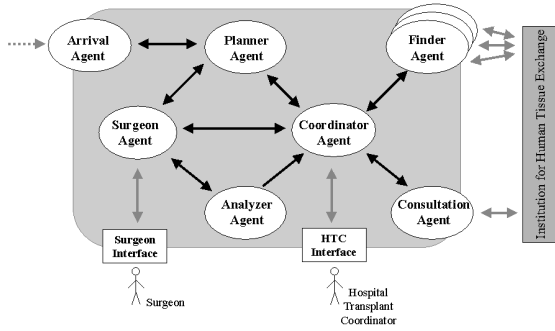 Arrival
Agent
Planner
Agent
Finder
Agent
Surgeon
Agent
Coordinator
Agent
Analyzer
Agent
Consultation
Agent
Institution for Human Tissue Exchange
Surgeon
Interface
HTC
Interface
Surgeon
Hospital
Transplant
Coordinator